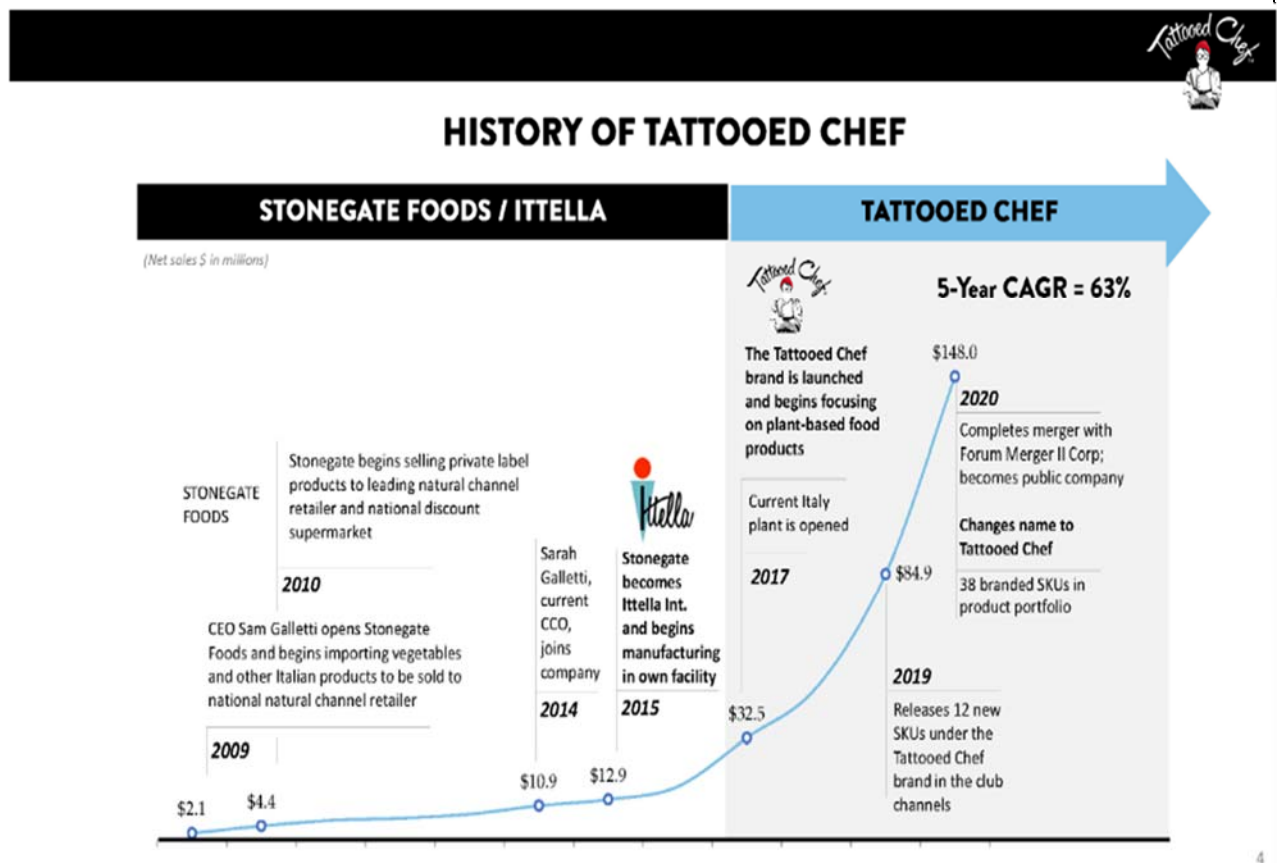 Tattooed Chef
HISTORY OF TATTOOED CHEF
STONEGATE FOODS / ITTELLA
TATTOOED CHEF
(Net sales $ in millions)
Tattooed Chef
5-Year CAGR = 63%
The Tattooed Chef
brand is launched
and begins focusing
on plant-based food
products
$148.0
2020
Completes merger with
Forum Merger II Corp;
becomes public company
Changes name to
Tattooed Chef
38 branded SKUs in
product portfolio
STONEGATE
FOODS
Stonegate begins selling private label
products to leading natural channel
retailer and national discount
supermarket
2010
CEO Sam Galletti opens Stonegate
Foods and begins importing vegetables
and other Italian products to be sold to
national natural channel retailer
2009
Sarah
Galletti,
current
CCO,
joins
company
2014
Ittella
Stonegate
becomes
Ittella Int.
and begins
manufacturing
in own facility
2015
Current Italy
plant is opened
2017
$84.9
2019
Releases 12 new
SKUs under the
Tattooed Chef
brand in the club
channels
$2.1
$4.4
$10.9
$12.9
$32.5
4